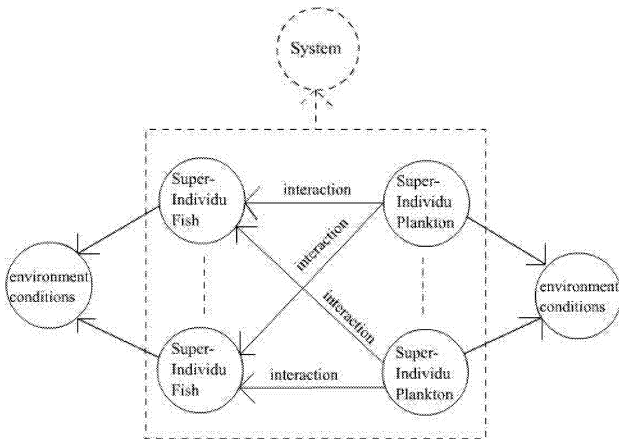 System
Super-
Individu
Fish
interaction
Super-
Individu
Plankton
interaction
environment
conditions
environment
conditions
interaction
Super-
Individu
Fish
interaction
Super-
Individu
Plankton